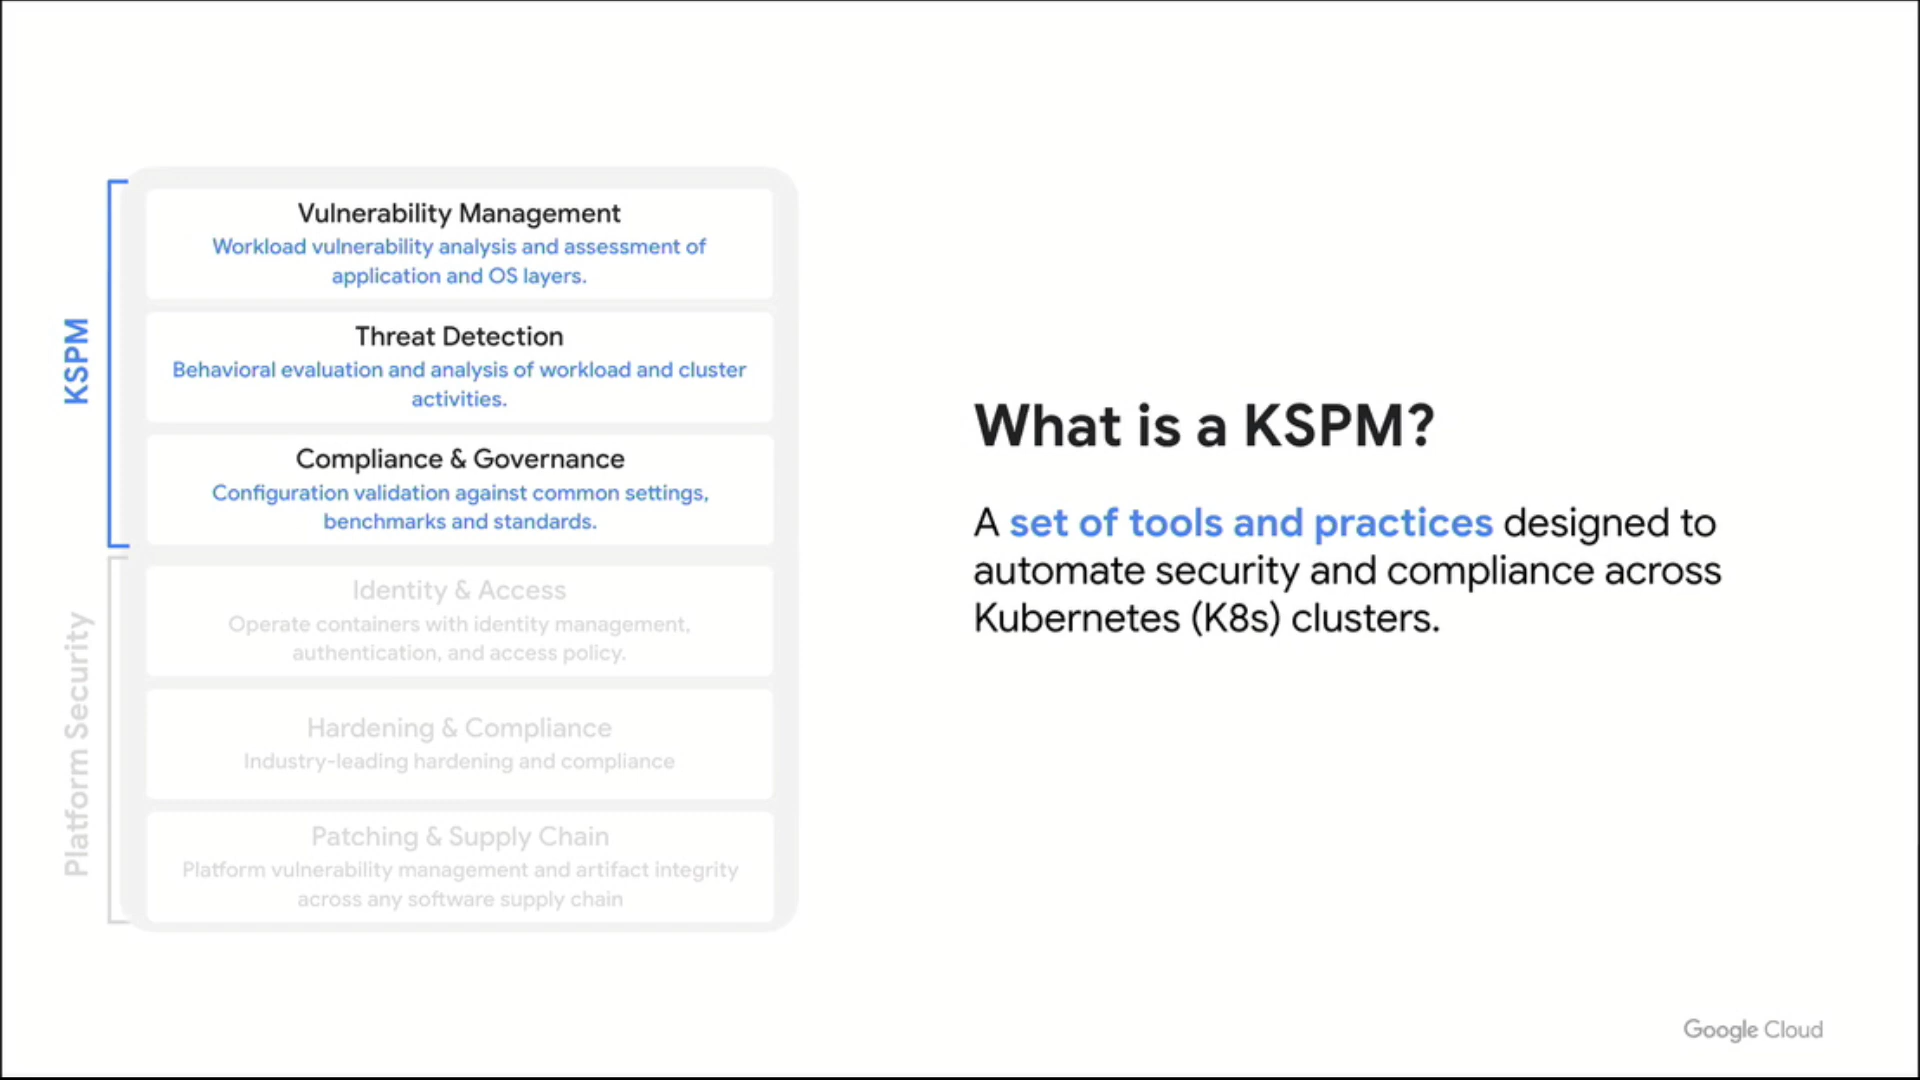 KSPM
Vulnerability Management
Workload vulnerability analysis and assessment of
application and OS layers.
Threat Detection
Behavioral evaluation and analysis of workload and cluster
activities.
Compliance & Governance
Configuration validation against common settings,
benchmarks and standards.
Platform Security
Identity & Access
Operate containers with identity management,
authentication, and access policy.
Hardening & Compliance
Industry-leading hardening and compliance
Patching & Supply Chain
Platform vulnerability management and artifact integrity
across any software supply chain
What is a KSPM?
A set of tools and practices designed to
automate security and compliance across
Kubernetes (K8s) clusters.
Google Cloud